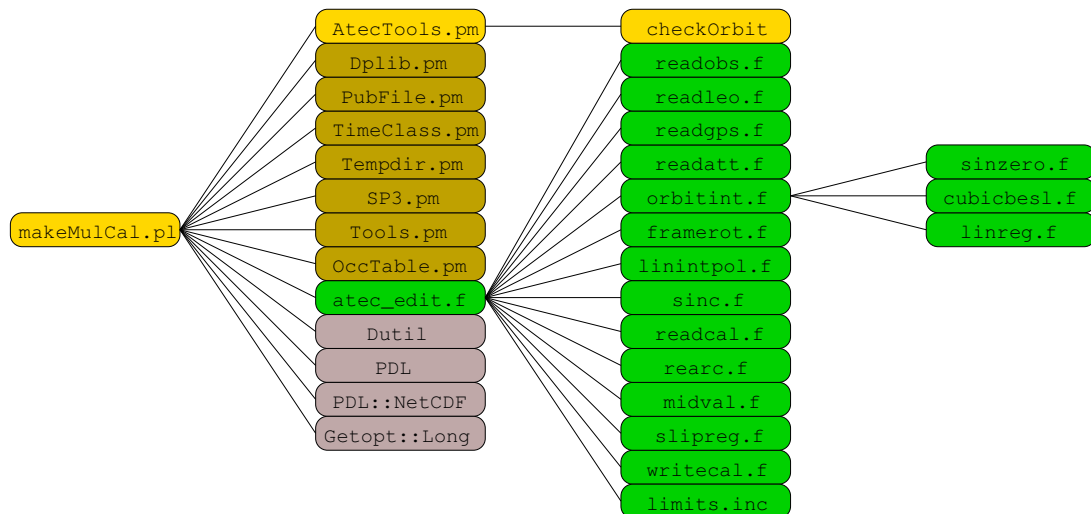 makeMulCal.pl
AtecTools.pm
Dplib.pm
PubFile.pm
TimeClass.pm
Tempdir.pm
SP3.pm
Tools.pm
OccTable.pm
atec_edit.f
Dutil
PDL
PDL::NetCDF
Getopt::Long
checkOrbit
readobs.f
readleo.f
readgps.f
readatt.f
orbitint.f
framerot.f
linintpol.f
sinc.f
readcal.f
rearc.f
midval.f
slipreg.f
writecal.f
limits.inc
sinzero.f
cubicbesl.f
linreg.f